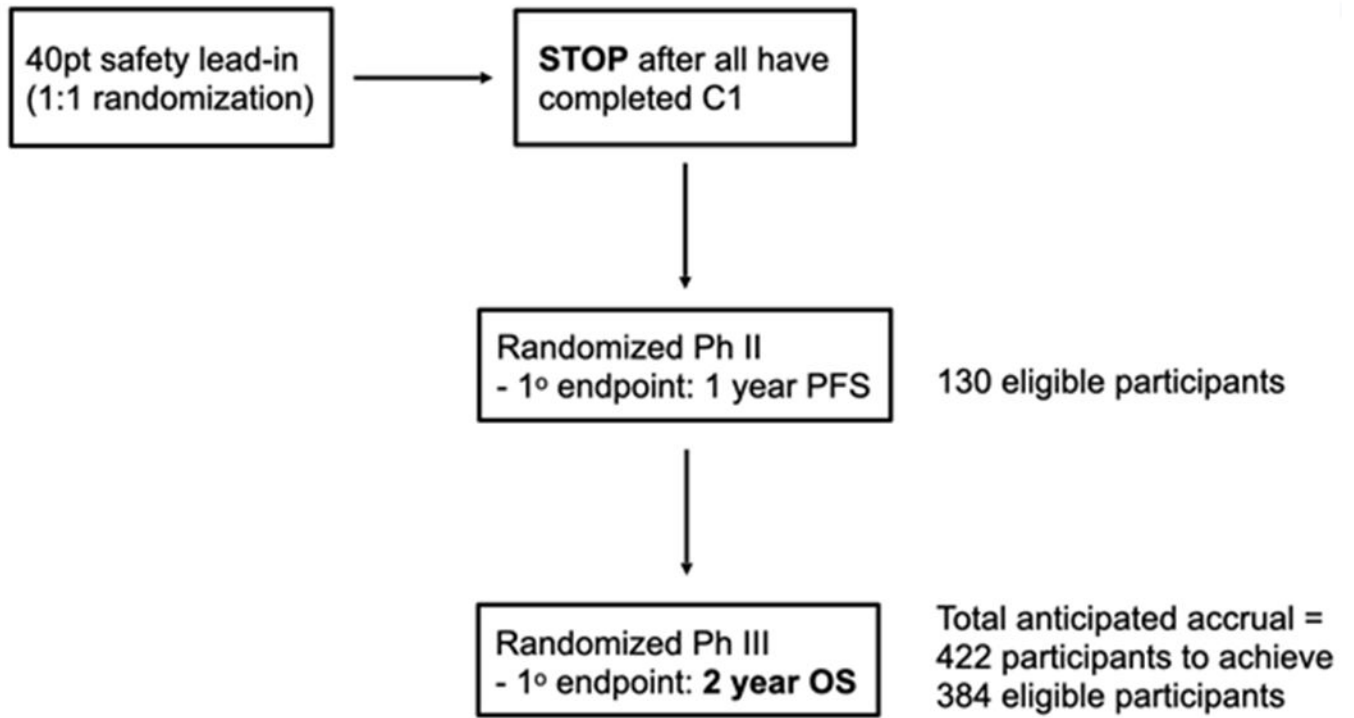 40pt safety lead-in
(1:1 randomization)
STOP after all have
completed C1
Randomized Ph II
- 1º endpoint: 1 year PFS
130 eligible participants
Randomized Ph III
- 1º endpoint: 2 year OS
Total anticipated accrual =
422 participants to achieve
384 eligible participants